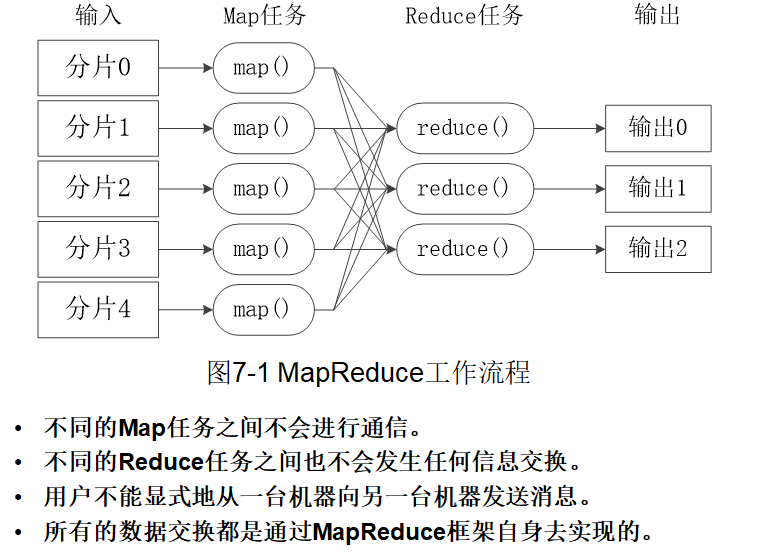 输入 Map任务 Reduce任务 输出
分片0 map()
分片1 map() reduce() 输出0
分片2 map() reduce() 输出1
分片3 map() reduce() 输出2
分片4 map()
图7-1 MapReduce工作流程
• 不同的Map任务之间不会进行通信。
• 不同的Reduce任务之间也不会发生任何信息交换。
• 用户不能显式地从一台机器向另一台机器发送消息。
• 所有的数据交换都是通过MapReduce框架自身去实现的。